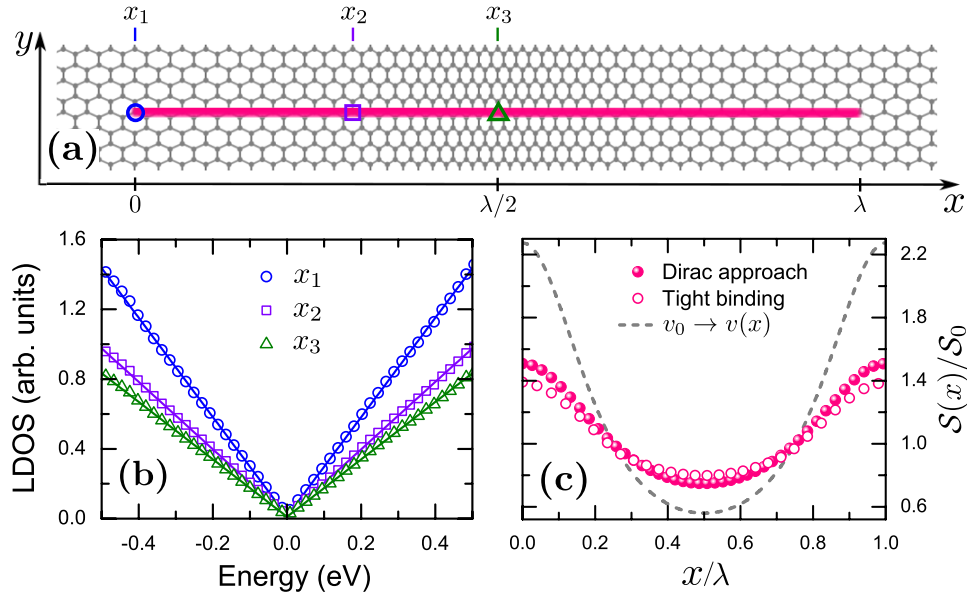 x₁ x₂ x₃
y
(a)
0 λ/2 λ x
1.6
1.2
0.8
0.4
0.0
LDOS (arb. units)
x₁
x₂
x₃
(b)
-0.4 -0.2 0.0 0.2 0.4
Energy (eV)
Dirac approach
Tight binding
v₀ → v(x)
(c)
2.2
1.8
1.4
1.0
0.6
S(x)/S₀
0.0 0.2 0.4 0.6 0.8 1.0
x/λ